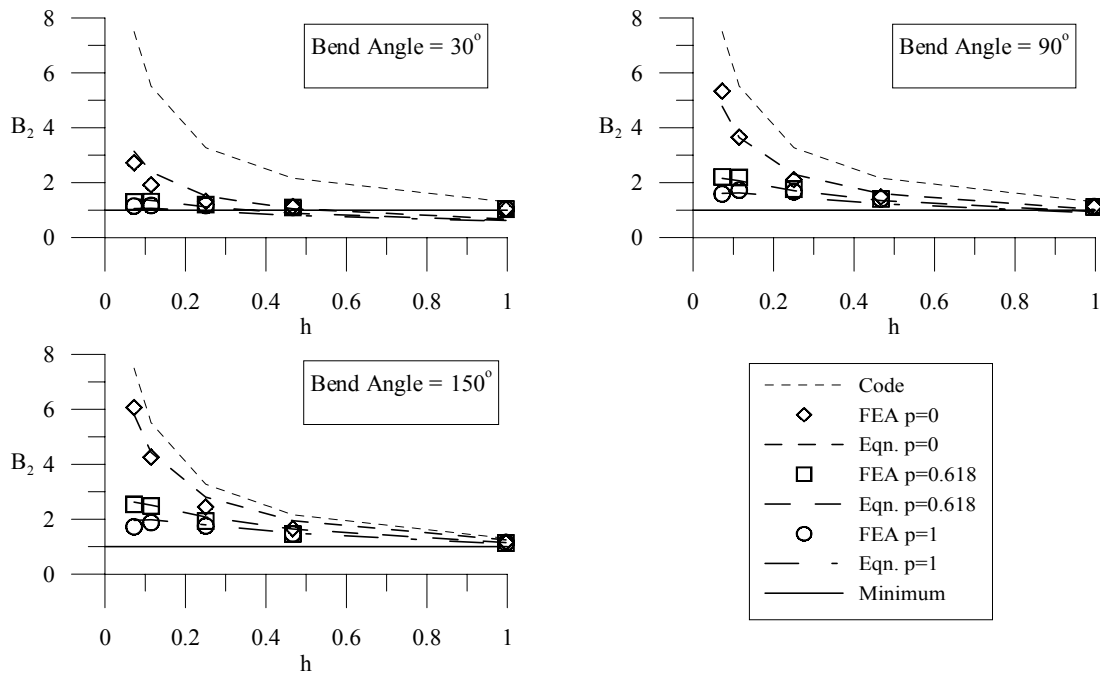 8
6
B2
4
2
0
0 0.2 0.4 0.6 0.8 1
h
Bend Angle = 30°
8
6
B2
4
2
0
0 0.2 0.4 0.6 0.8 1
h
Bend Angle = 90°
8
6
B2
4
2
0
0 0.2 0.4 0.6 0.8 1
h
Bend Angle = 150°
Code
FEA p=0
Eqn. p=0
FEA p=0.618
Eqn. p=0.618
FEA p=1
Eqn. p=1
Minimum